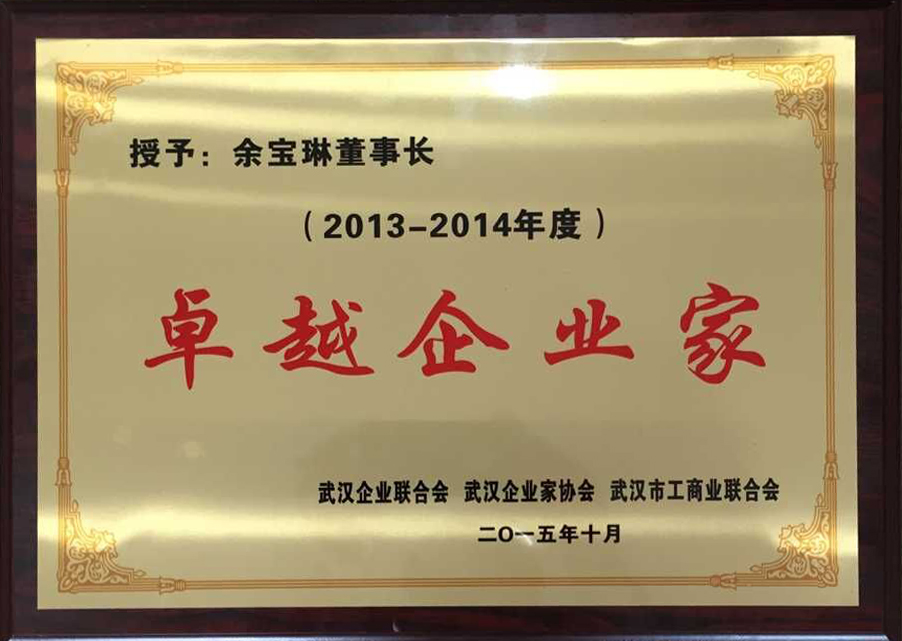 授予：余宝琳董事长
（2013-2014年度）
卓越企业家
武汉企业联合会 武汉企业家协会 武汉市工商业联合会
二〇一五年十月